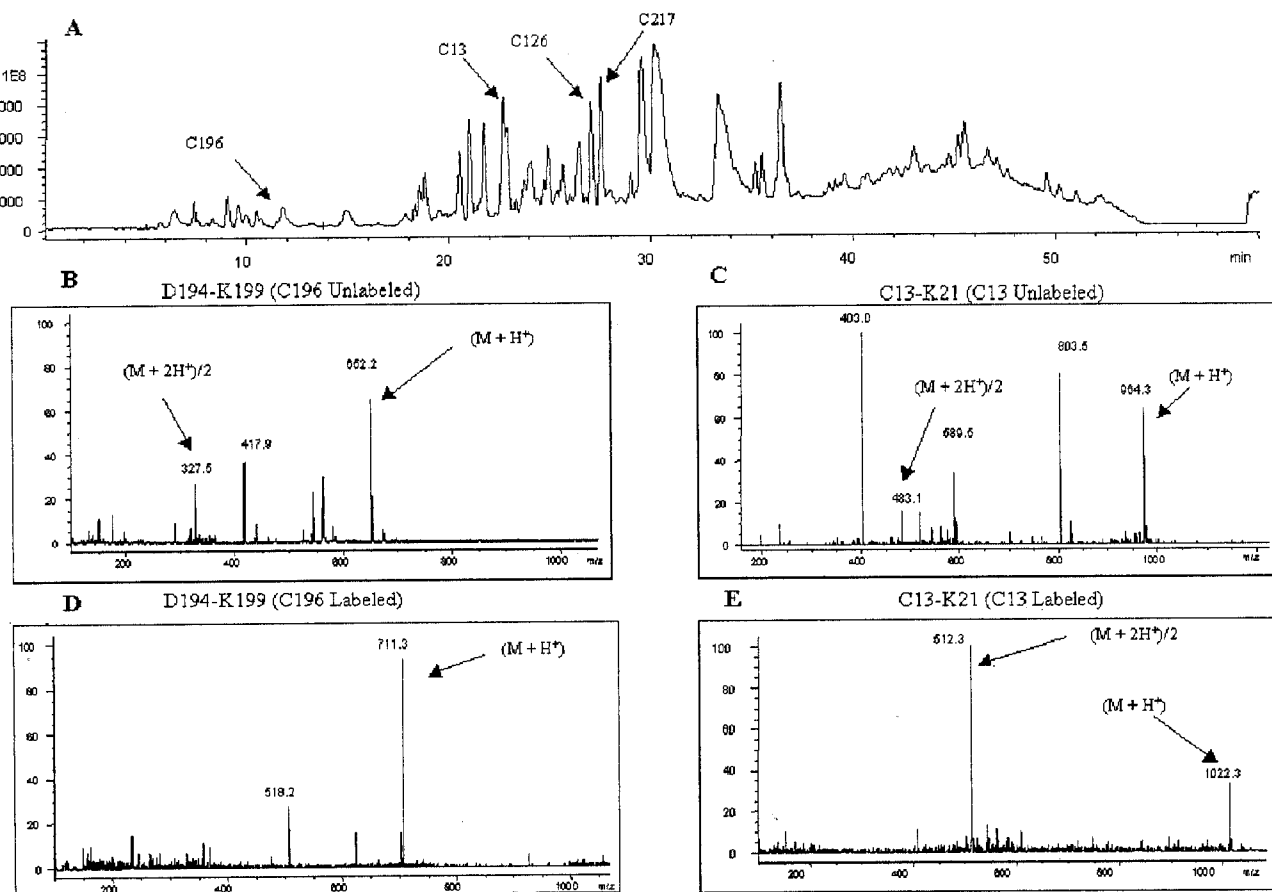 A
C13
C126
C217
C196
1E8
000
000
000
000
0
10
20
30
40
50
min
B
D194-K199 (C196 Unlabeled)
100
80
60
40
20
0
(M + 2H+)/2
(M + H+)
652.2
417.9
327.5
200
400
600
800
1000
m/z
C
C13-K21 (C13 Unlabeled)
100
80
60
40
20
0
403.0
803.5
(M + 2H+)/2
964.3
(M + H+)
589.5
483.1
200
400
600
800
1000
m/z
D
D194-K199 (C196 Labeled)
100
80
60
40
20
0
711.3
(M + H+)
518.2
200
400
600
800
1000
m/z
E
C13-K21 (C13 Labeled)
100
80
60
40
20
0
512.3
(M + 2H+)/2
(M + H+)
1022.3
200
400
600
800
1000
m/z